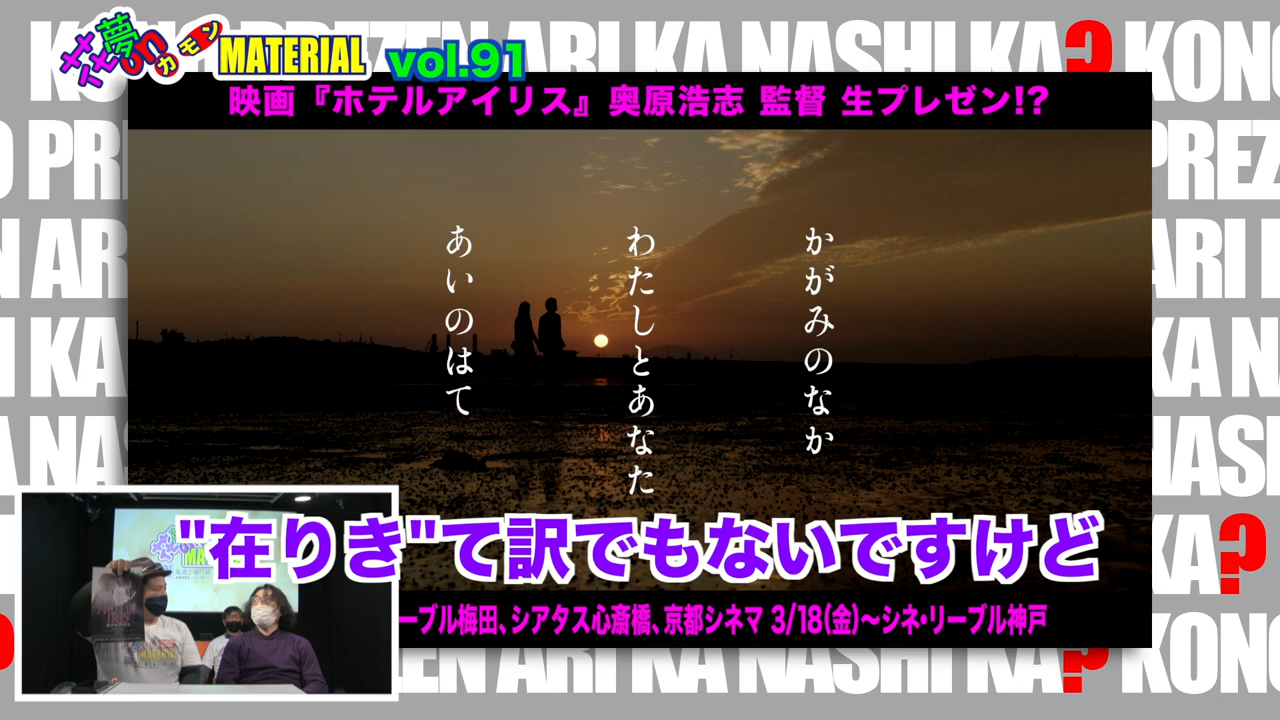 花夢onカモン MATERIAL vol.91
映画『ホテルアイリス』奥原浩志 監督 生プレゼン!?
かがみのなか
わたしとあなた
あいのはて
"在りき"て訳でもないですけど
ーブル梅田、シアタス心斎橋、京都シネマ 3/18(金)〜シネ・リーブル神戸
KONO PREZEN ARI KA NASHI KA? KONO